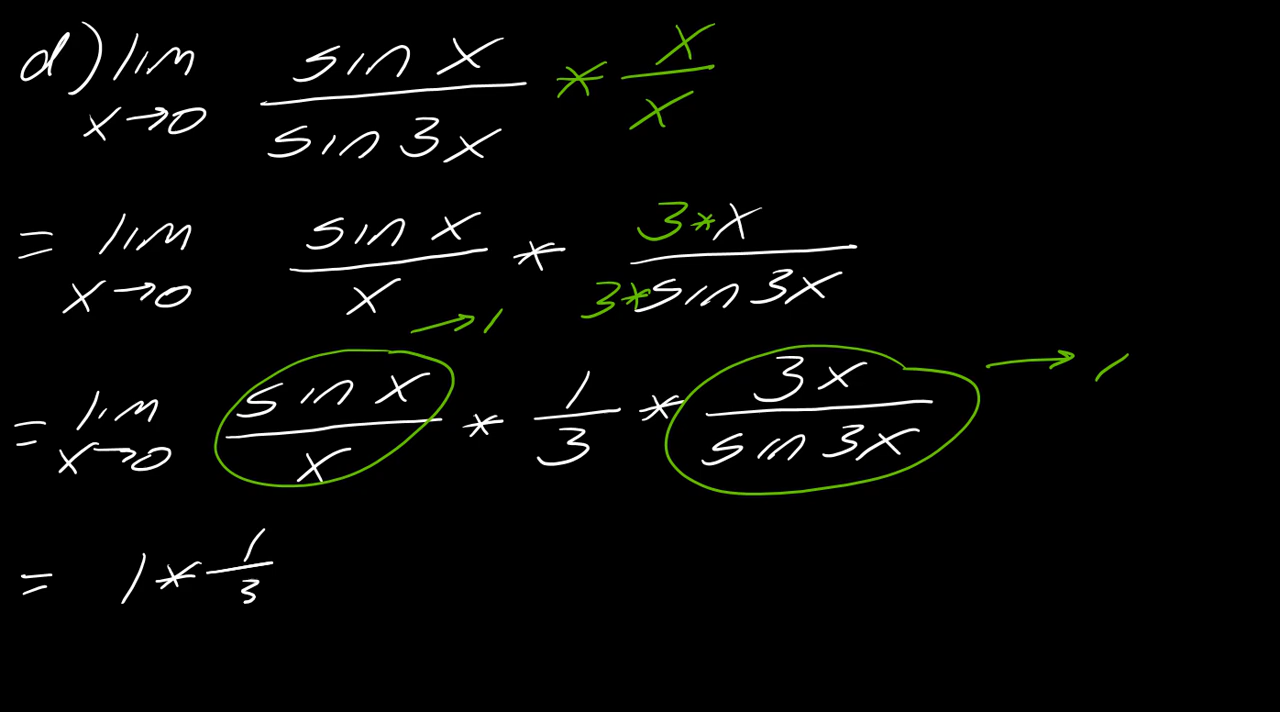 d) lim x→0 sin x / sin 3x * x / x
= lim x→0 sin x / x * 3*x / 3*sin 3x
→ 1
= lim x→0 sin x / x * 1/3 * 3x / sin 3x → 1
= 1 * 1/3